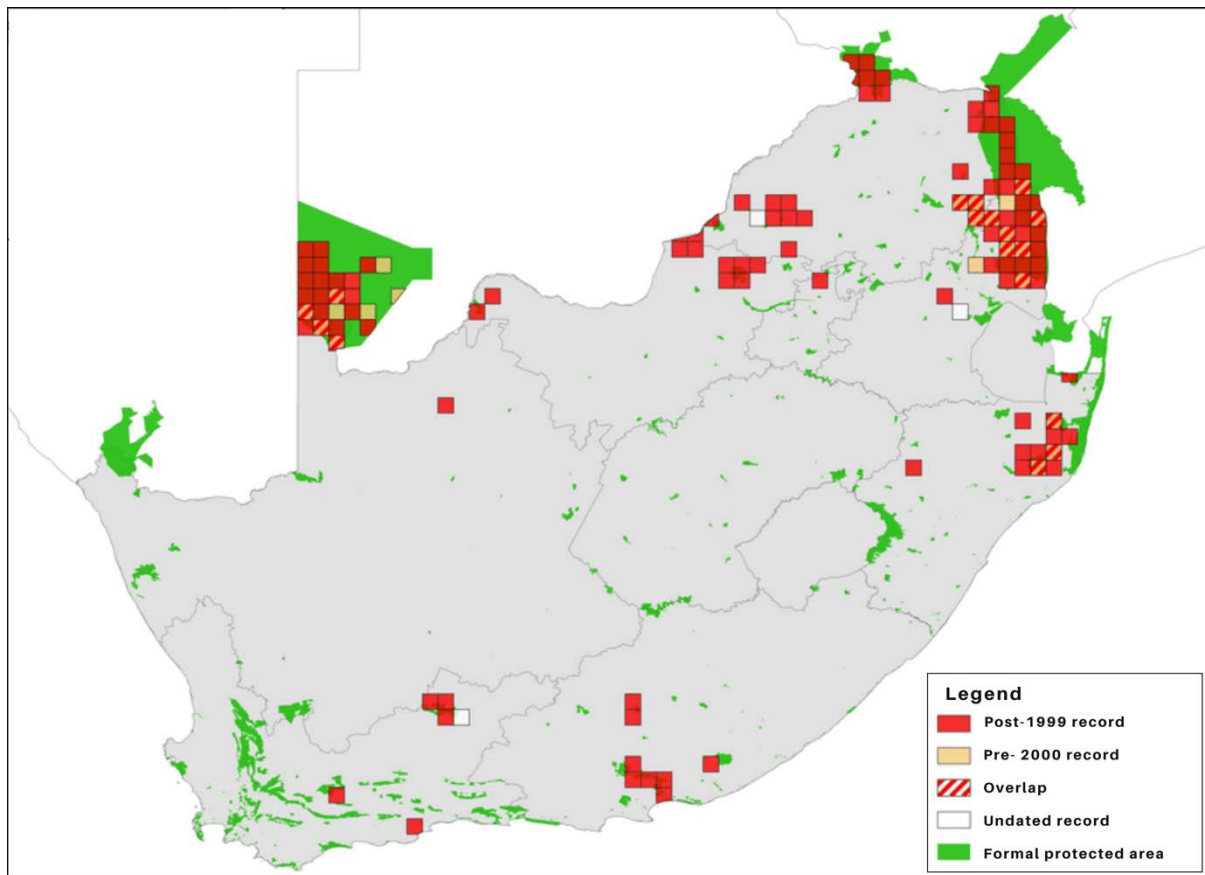 Legend
Post-1999 record
Pre- 2000 record
Overlap
Undated record
Formal protected area